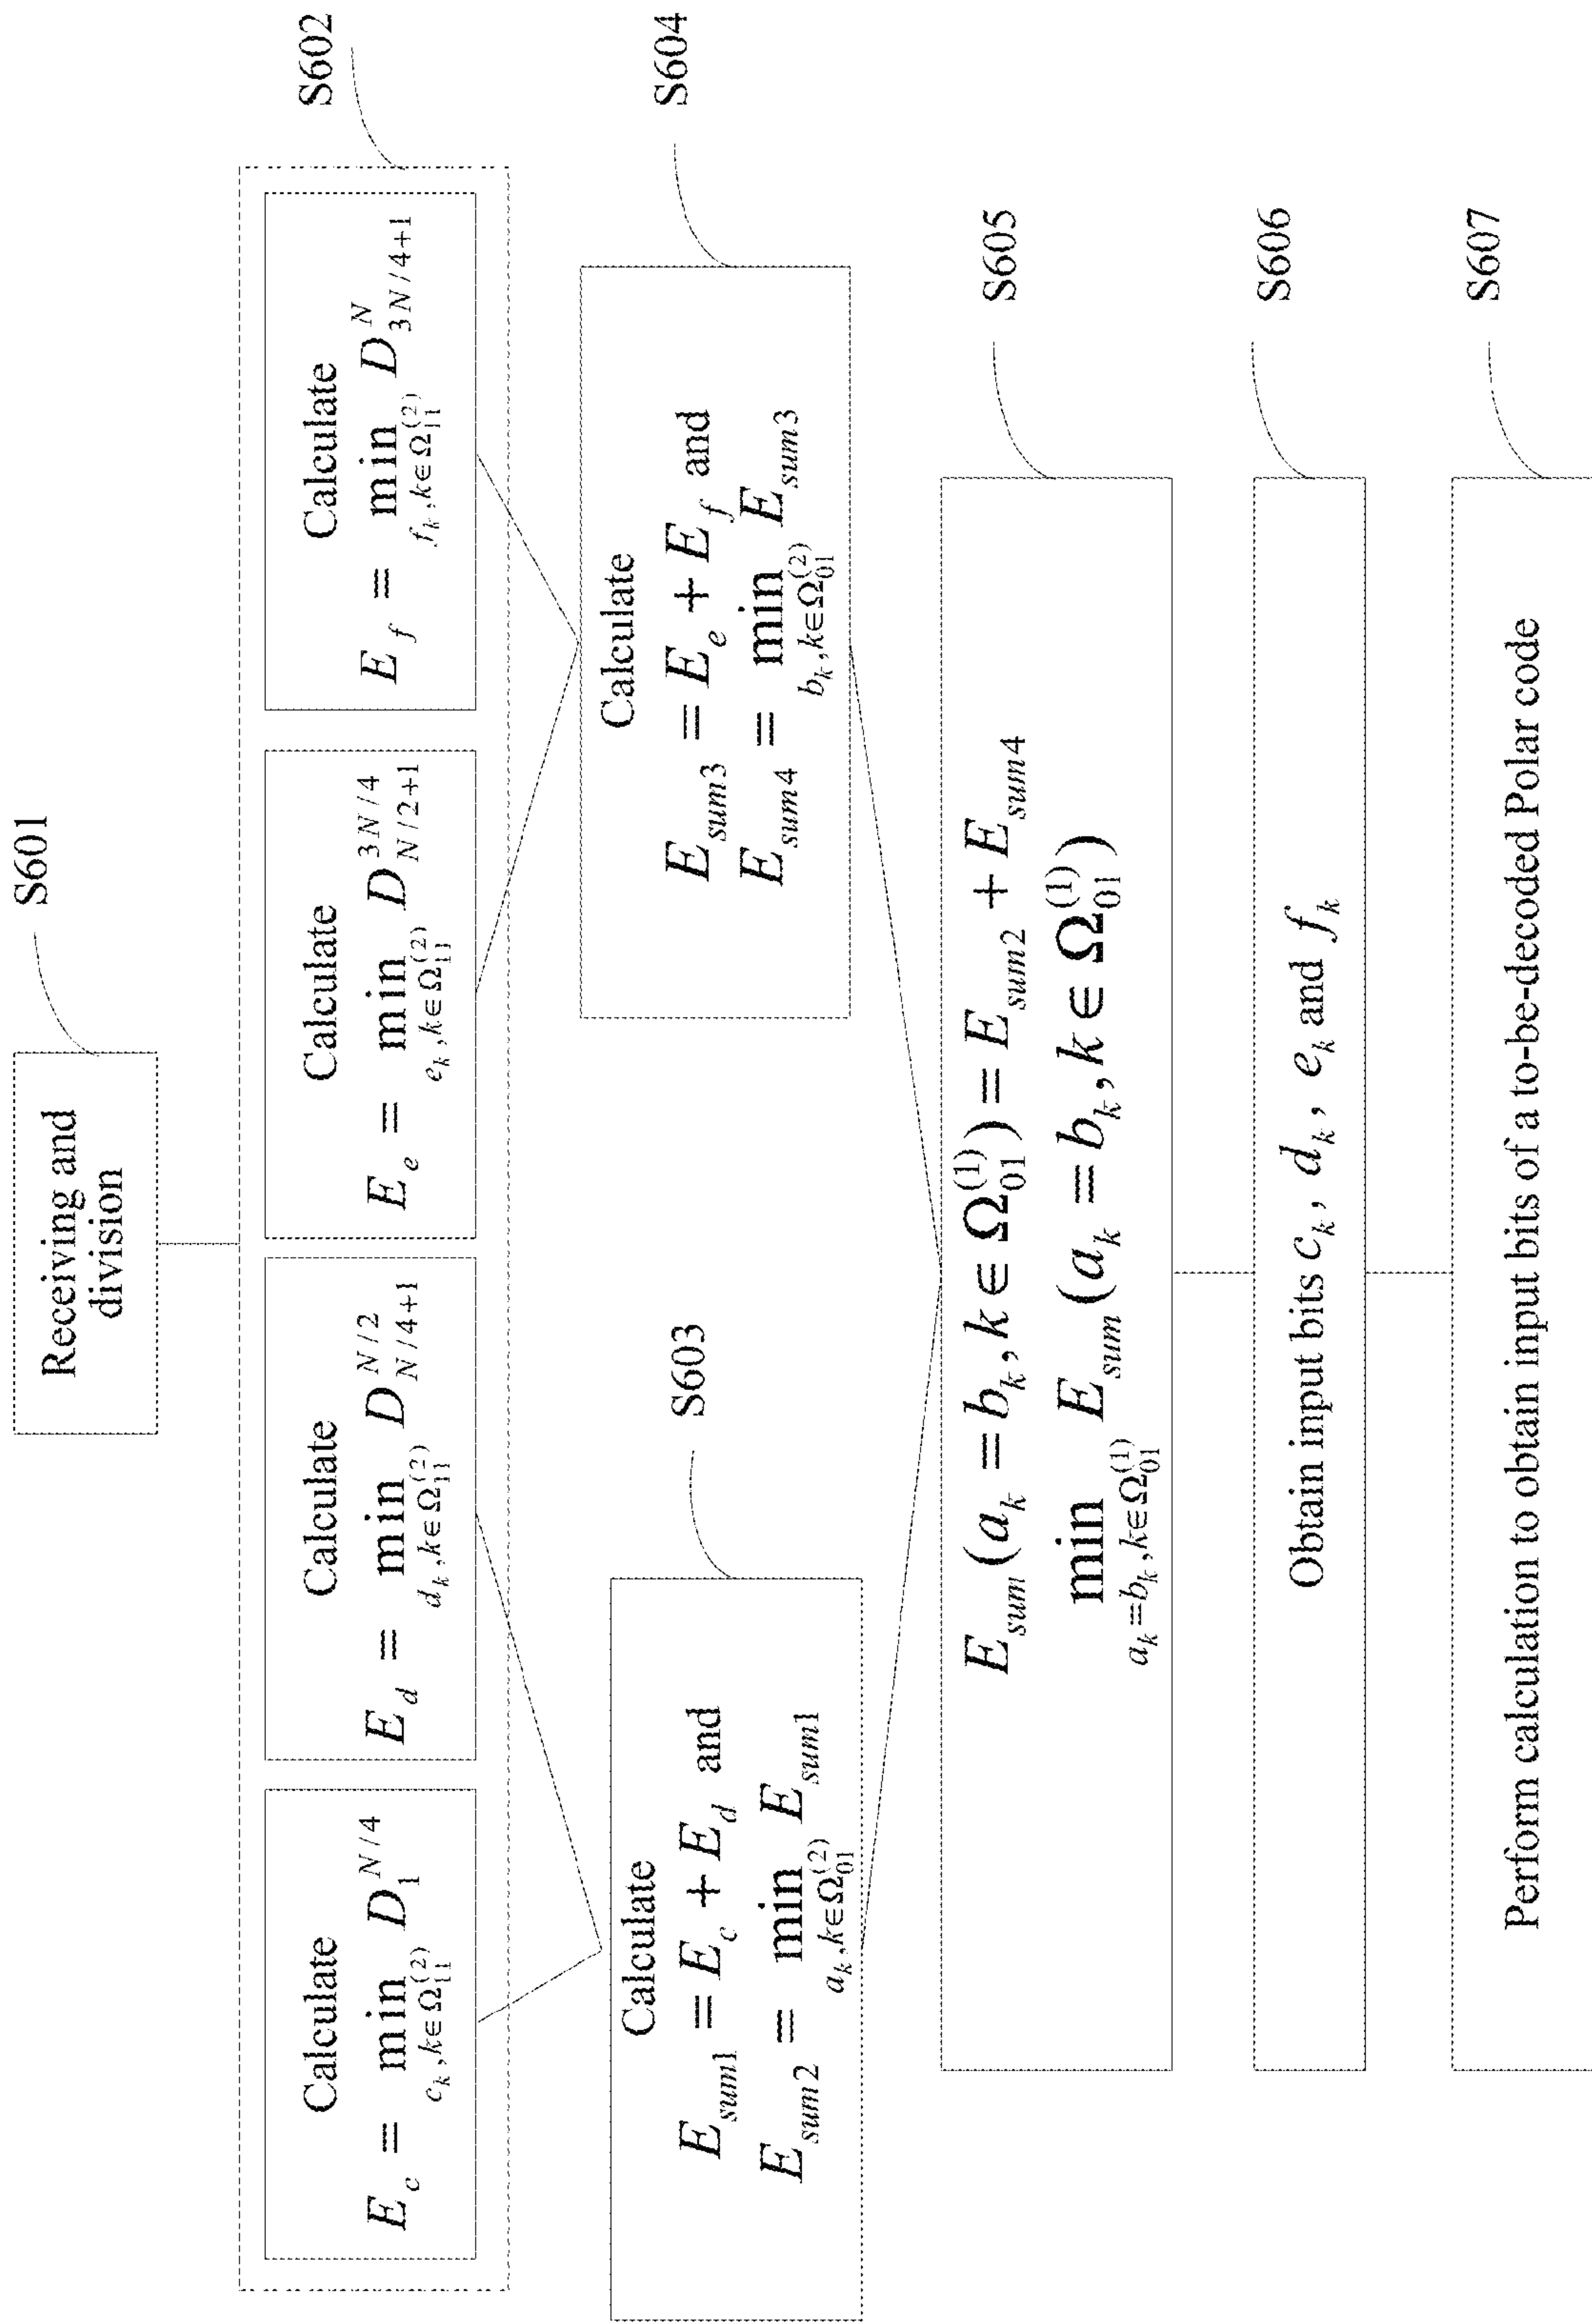 S601
Receiving and
division
S602
Calculate
E_c = min_{c_k, k∈Ω_{11}^{(2)}} D_1^{N/4}
Calculate
E_d = min_{d_k, k∈Ω_{11}^{(2)}} D_{N/4+1}^{N/2}
Calculate
E_e = min_{e_k, k∈Ω_{11}^{(2)}} D_{N/2+1}^{3N/4}
Calculate
E_f = min_{f_k, k∈Ω_{11}^{(2)}} D_{3N/4+1}^{N}
S603
Calculate
E_{sum1} = E_c + E_d and
E_{sum2} = min_{a_k, k∈Ω_{01}^{(2)}} E_{sum1}
S604
Calculate
E_{sum3} = E_e + E_f and
E_{sum4} = min_{b_k, k∈Ω_{01}^{(2)}} E_{sum3}
S605
E_{sum}(a_k = b_k, k ∈ Ω_{01}^{(1)}) = E_{sum2} + E_{sum4}
min_{a_k=b_k, k∈Ω_{01}^{(1)}} E_{sum}(a_k = b_k, k ∈ Ω_{01}^{(1)})
S606
Obtain input bits c_k, d_k, e_k and f_k
S607
Perform calculation to obtain input bits of a to-be-decoded Polar code